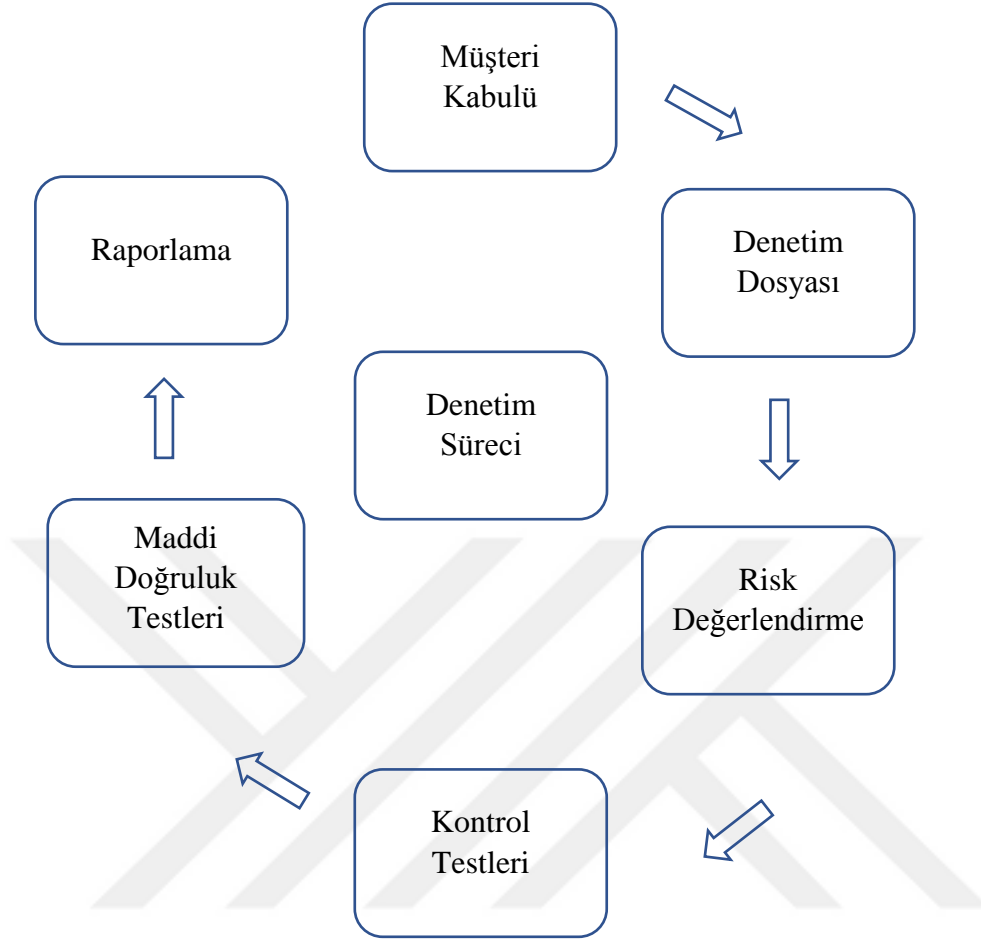 Müşteri
Kabulü
Denetim
Dosyası
Risk
Değerlendirme
Kontrol
Testleri
Maddi
Doğruluk
Testleri
Raporlama
Denetim
Süreci